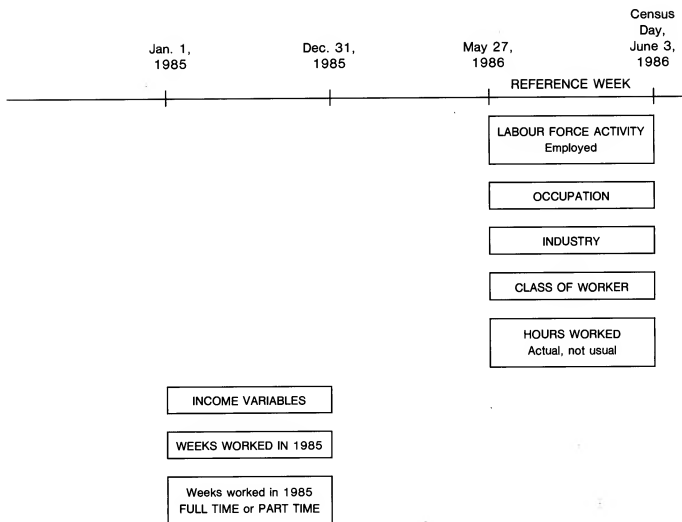 Census
Day,
Jan. 1, Dec. 31, May 27, June 3,
1985 1985 1986 1986
REFERENCE WEEK
LABOUR FORCE ACTIVITY
Employed
OCCUPATION
INDUSTRY
CLASS OF WORKER
HOURS WORKED
Actual, not usual
INCOME VARIABLES
WEEKS WORKED IN 1985
Weeks worked in 1985
FULL TIME or PART TIME